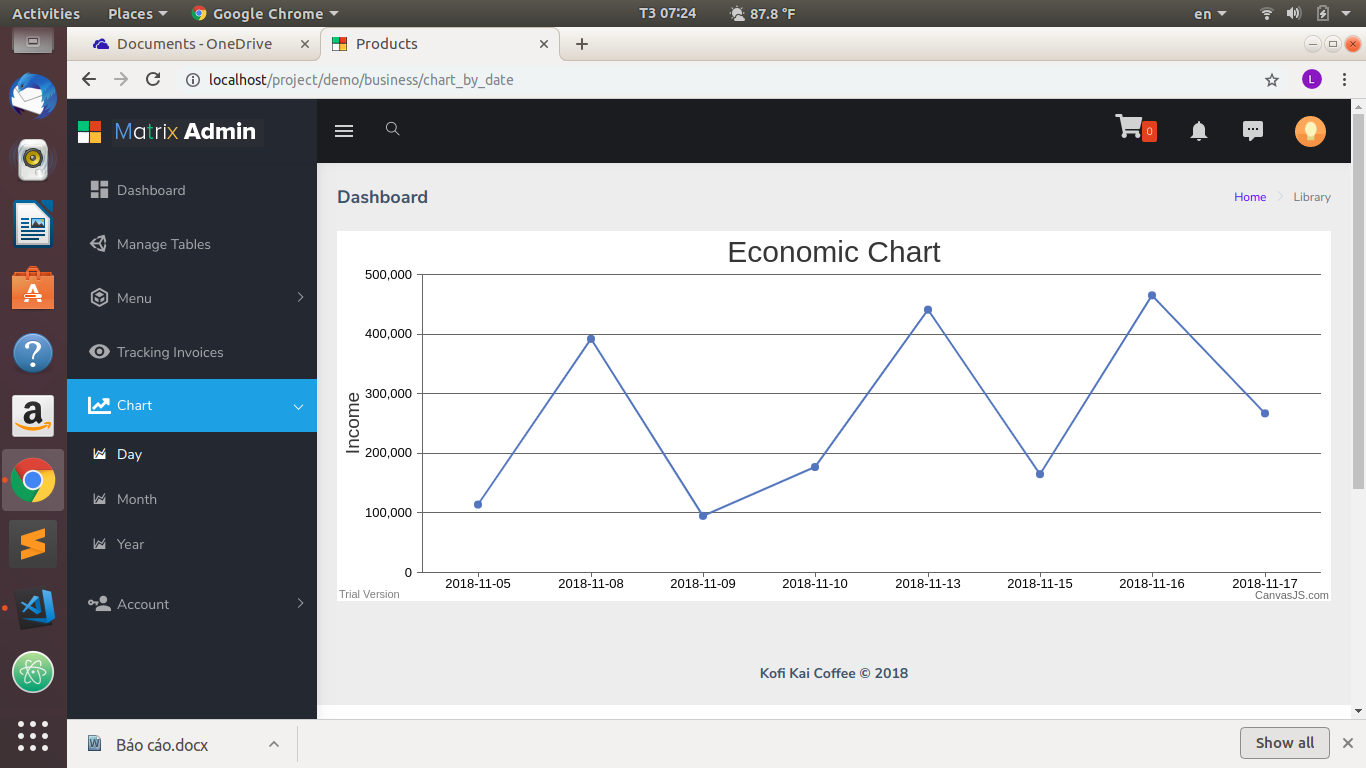 Activities Places Google Chrome T3 07:24 87.8 °F en
Documents - OneDrive Products
localhost/project/demo/business/chart_by_date L
Matrix Admin 0
Dashboard
Manage Tables
Menu
Tracking Invoices
Chart
Day
Month
Year
Account
Dashboard Home Library
Economic Chart
Income
500,000
400,000
300,000
200,000
100,000
0
2018-11-05 2018-11-08 2018-11-09 2018-11-10 2018-11-13 2018-11-15 2018-11-16 2018-11-17
Trial Version CanvasJS.com
Kofi Kai Coffee © 2018
Báo cáo.docx Show all